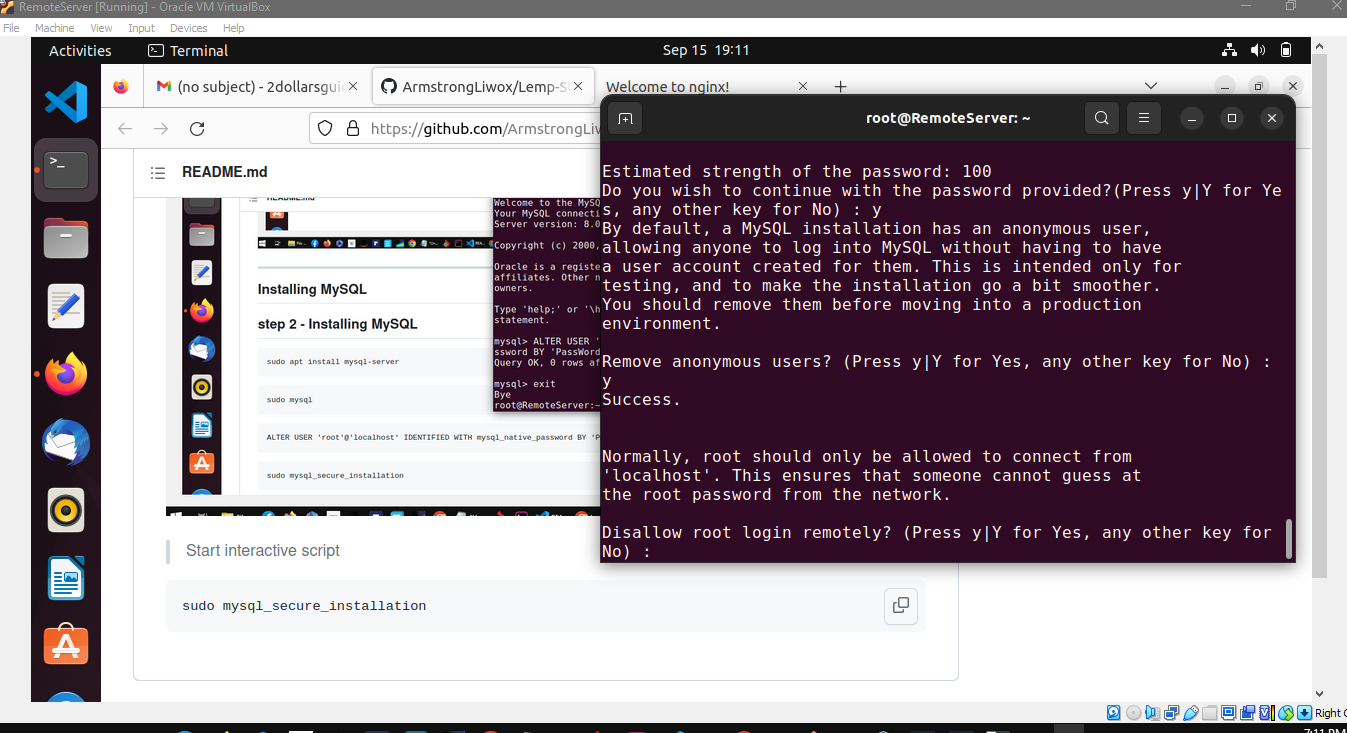 RemoteServer [Running] - Oracle VM VirtualBox
File Machine View Input Devices Help
Activities Terminal Sep 15 19:11
(no subject) - 2dollarsgui
ArmstrongLiwox/Lemp-S
Welcome to nginx!
https://github.com/ArmstrongLiw
README.md
Installing MySQL
step 2 - Installing MySQL
sudo apt install mysql-server
sudo mysql
ALTER USER 'root'@'localhost' IDENTIFIED WITH mysql_native_password BY 'P
sudo mysql_secure_installation
Welcome to the MySQ
Your MySQL connecti
Server version: 8.0
Copyright (c) 2000,
Oracle is a registe
affiliates. Other n
owners.
Type 'help;' or '\h
statement.
mysql> ALTER USER '
ssword BY 'PassWord
Query OK, 0 rows af
mysql> exit
Bye
root@RemoteServer:~
Start interactive script
sudo mysql_secure_installation
root@RemoteServer: ~
Estimated strength of the password: 100
Do you wish to continue with the password provided?(Press y|Y for Ye
s, any other key for No) : y
By default, a MySQL installation has an anonymous user,
allowing anyone to log into MySQL without having to have
a user account created for them. This is intended only for
testing, and to make the installation go a bit smoother.
You should remove them before moving into a production
environment.
Remove anonymous users? (Press y|Y for Yes, any other key for No) :
y
Success.
Normally, root should only be allowed to connect from
'localhost'. This ensures that someone cannot guess at
the root password from the network.
Disallow root login remotely? (Press y|Y for Yes, any other key for
No) :
Right C